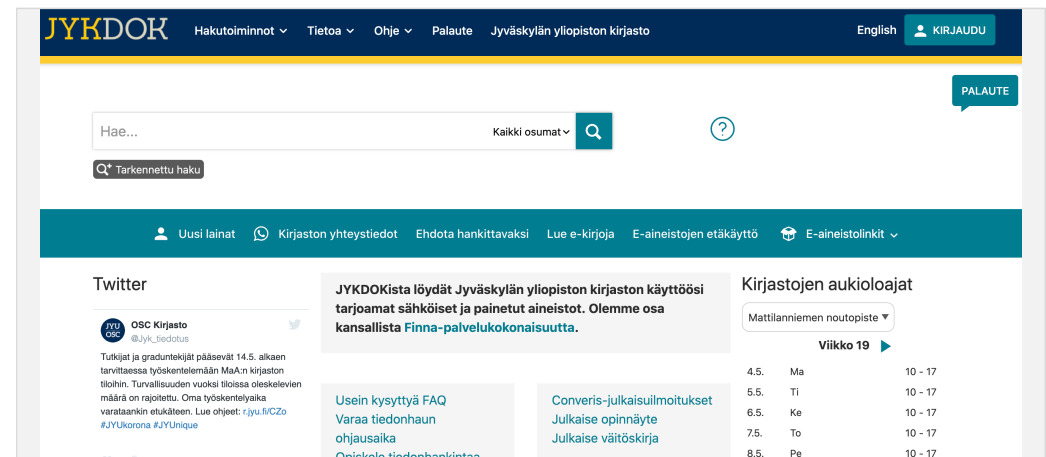 JYKDOK Hakutoiminnot Tietoa Ohje Palaute Jyväskylän yliopiston kirjasto English KIRJAUDU
PALAUTE
Hae... Kaikki osumat ?
Tarkennettu haku
Uusi lainat Kirjaston yhteystiedot Ehdota hankittavaksi Lue e-kirjoja E-aineistojen etäkäyttö E-aineistolinkit
Twitter
JYU
OSC
OSC Kirjasto
@Jyk_tiedotus
Tutkijat ja graduntekijät pääsevät 14.5. alkaen
tarvittaessa työskentelemään MaA:n kirjaston
tiloihin. Turvallisuuden vuoksi tiloissa oleskelevien
määrä on rajoitettu. Oma työskentelyaika
varataankin etukäteen. Lue ohjeet: r.jyu.fi/CZo
#JYUkorona #JYUnique
JYKDOKista löydät Jyväskylän yliopiston kirjaston käyttöösi
tarjoamat sähköiset ja painetut aineistot. Olemme osa
kansallista Finna-palvelukokonaisuutta.
Usein kysyttyä FAQ
Varaa tiedonhaun
ohjausaika
Opiskele tiedonhankintaa
Converis-julkaisuilmoitukset
Julkaise opinnäyte
Julkaise väitöskirja
Kirjastojen aukioloajat
Mattilanniemen noutopiste
Viikko 19
4.5. Ma 10 - 17
5.5. Ti 10 - 17
6.5. Ke 10 - 17
7.5. To 10 - 17
8.5. Pe 10 - 17